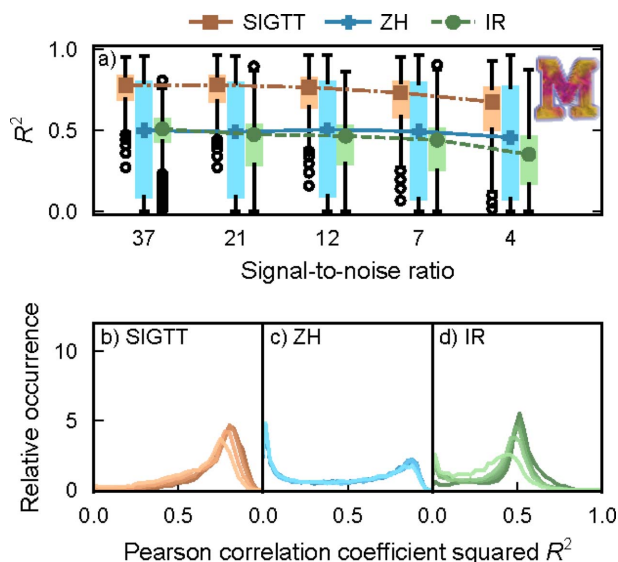 SIGTT ZH IR
a)
1.0
0.5
0.0
R²
37 21 12 7 4
Signal-to-noise ratio
M
b) SIGTT c) ZH d) IR
10
5
0
Relative occurrence
0.0 0.5 0.0 0.5 0.0 0.5 1.0
Pearson correlation coefficient squared R²